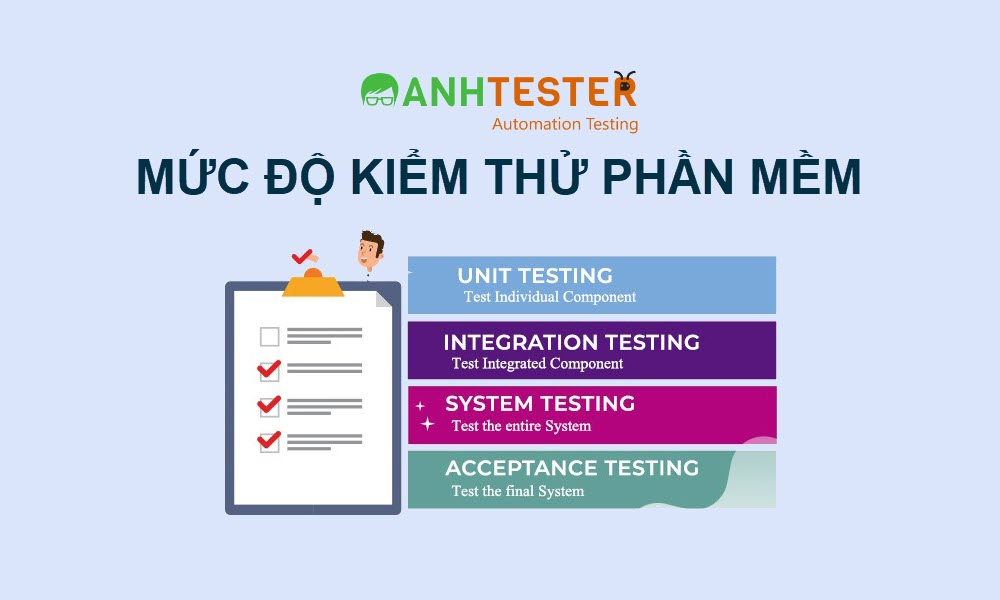 ANHTESTER
Automation Testing
MỨC ĐỘ KIỂM THỬ PHẦN MỀM
UNIT TESTING
Test Individual Component
INTEGRATION TESTING
Test Integrated Component
SYSTEM TESTING
Test the entire System
ACCEPTANCE TESTING
Test the final System